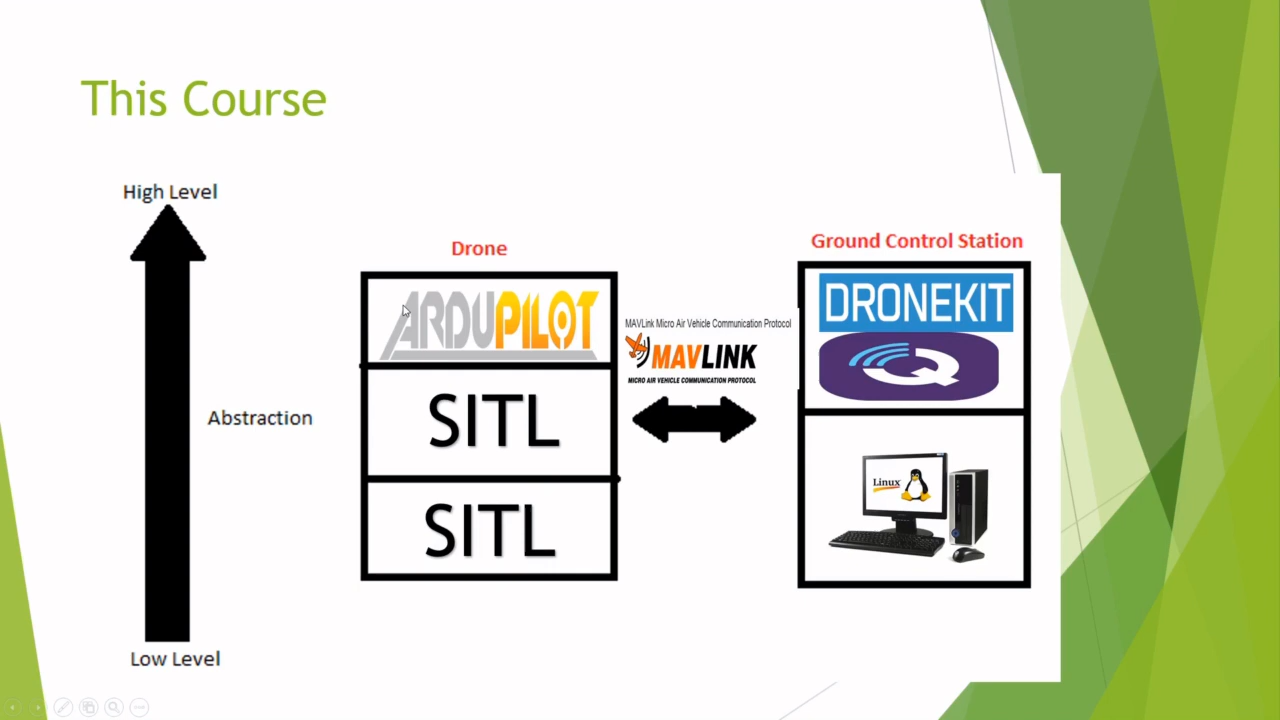 This Course
High Level
Abstraction
Low Level
Drone
ARDUPILOT
SITL
SITL
MAVLink Micro Air Vehicle Communication Protocol
MAVLINK
MICRO AIR VEHICLE COMMUNICATION PROTOCOL
Ground Control Station
DRONEKIT
Q
Linux